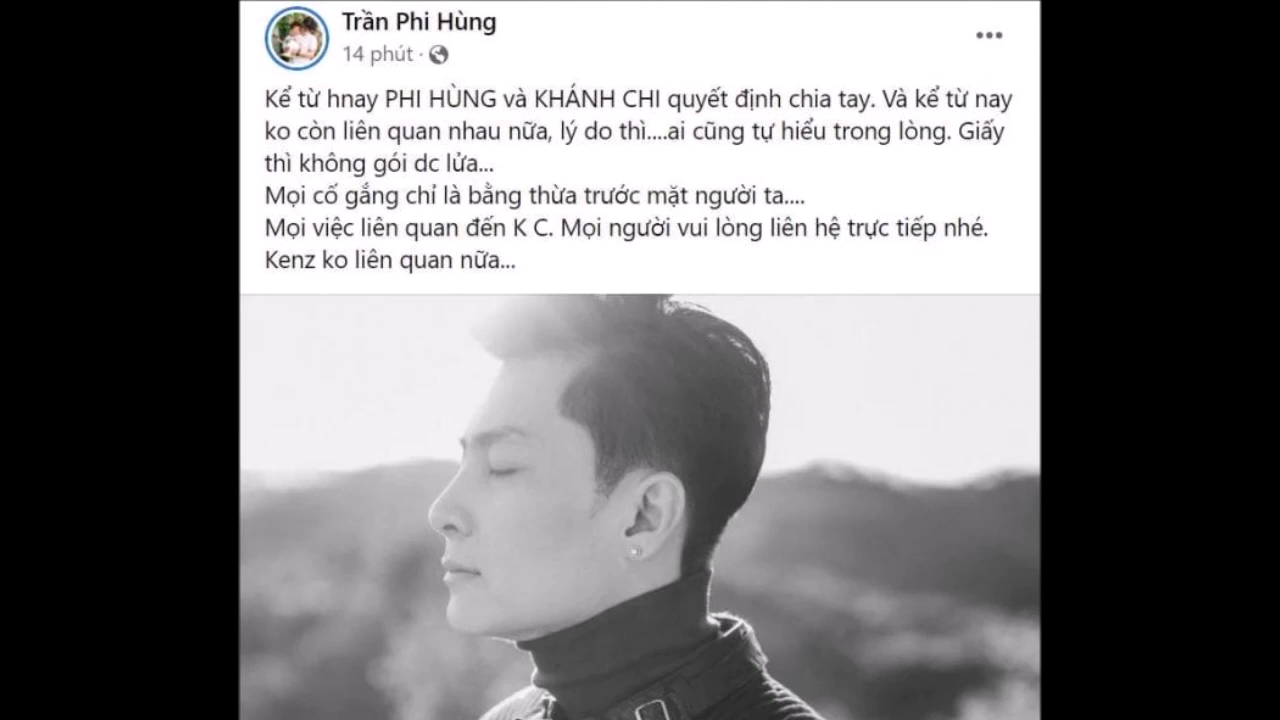 Trần Phi Hùng
14 phút ·
Kể từ hnay PHI HÙNG và KHÁNH CHI quyết định chia tay. Và kể từ nay
ko còn liên quan nhau nữa, lý do thì....ai cũng tự hiểu trong lòng. Giấy
thì không gói dc lửa...
Mọi cố gắng chỉ là bằng thừa trước mặt người ta....
Mọi việc liên quan đến K C. Mọi người vui lòng liên hệ trực tiếp nhé.
Kenz ko liên quan nữa...